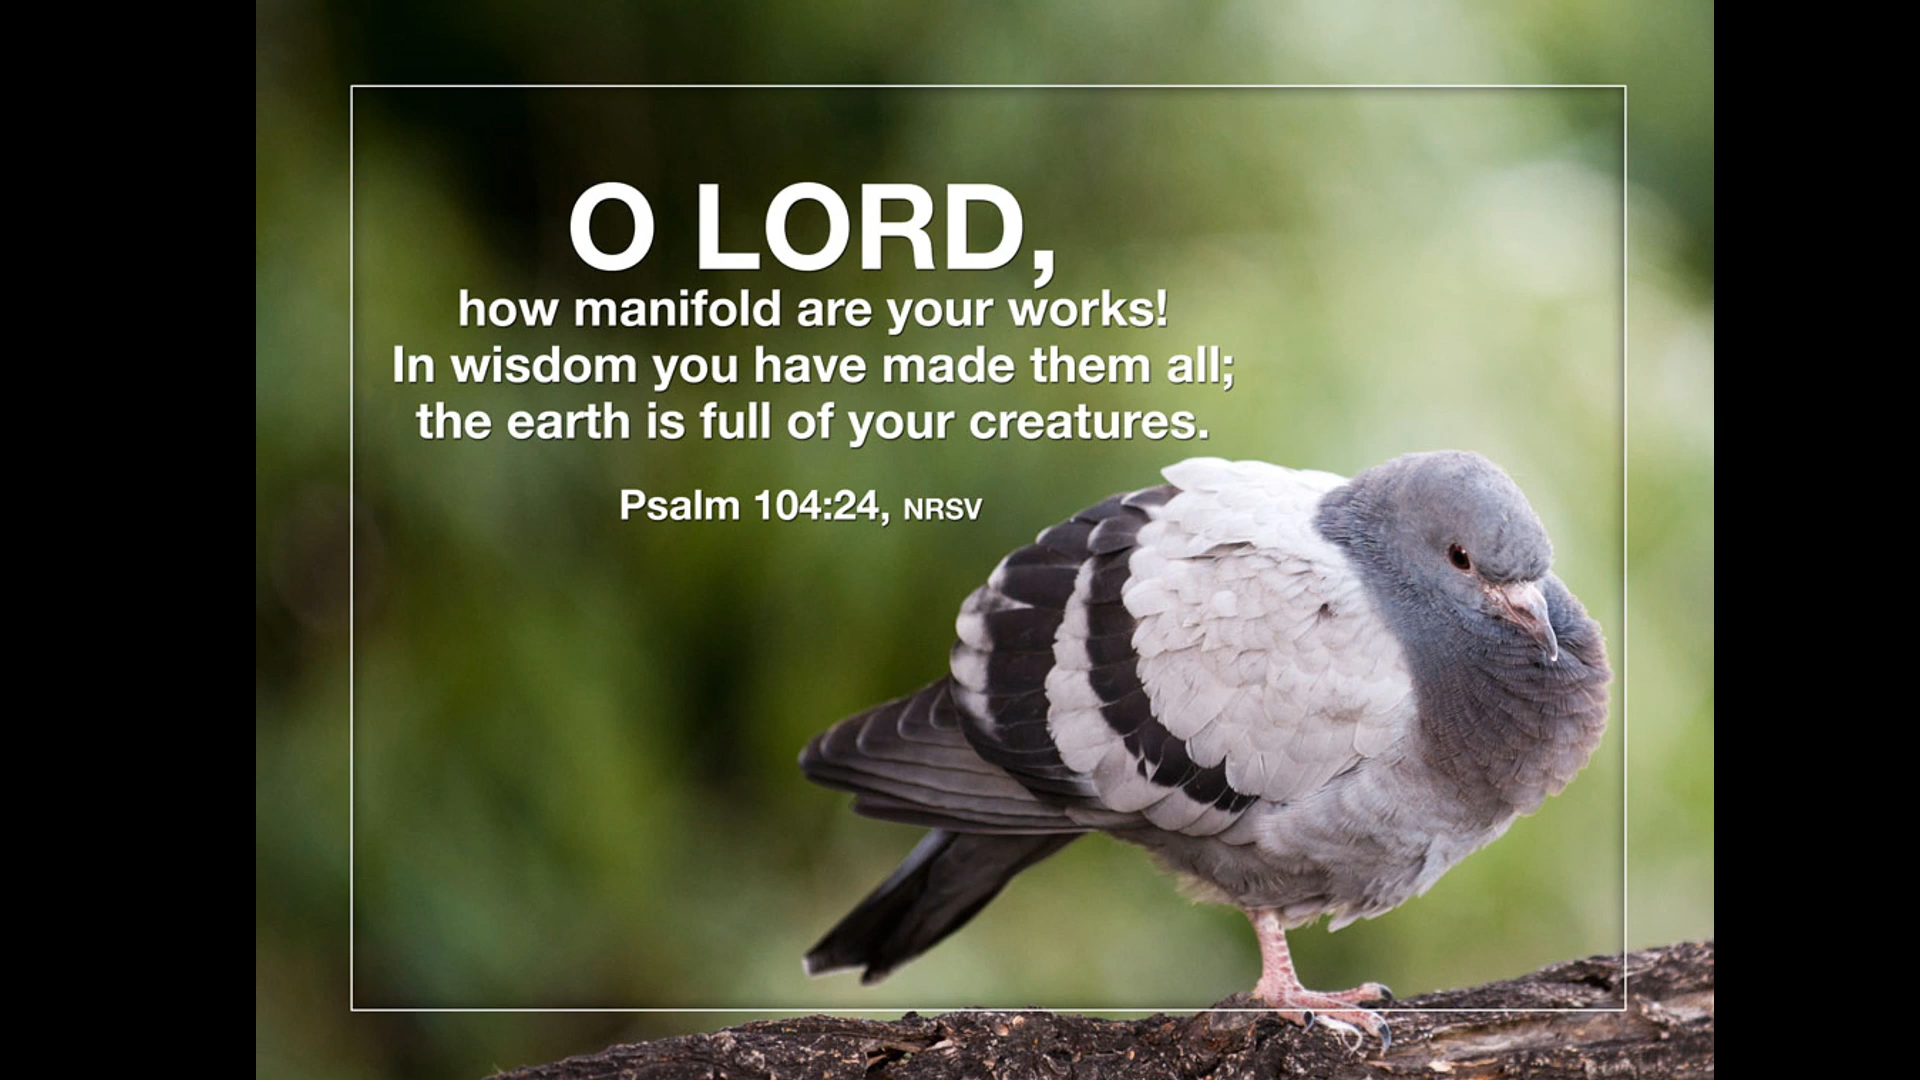 O LORD,
how manifold are your works!
In wisdom you have made them all;
the earth is full of your creatures.
Psalm 104:24, NRSV